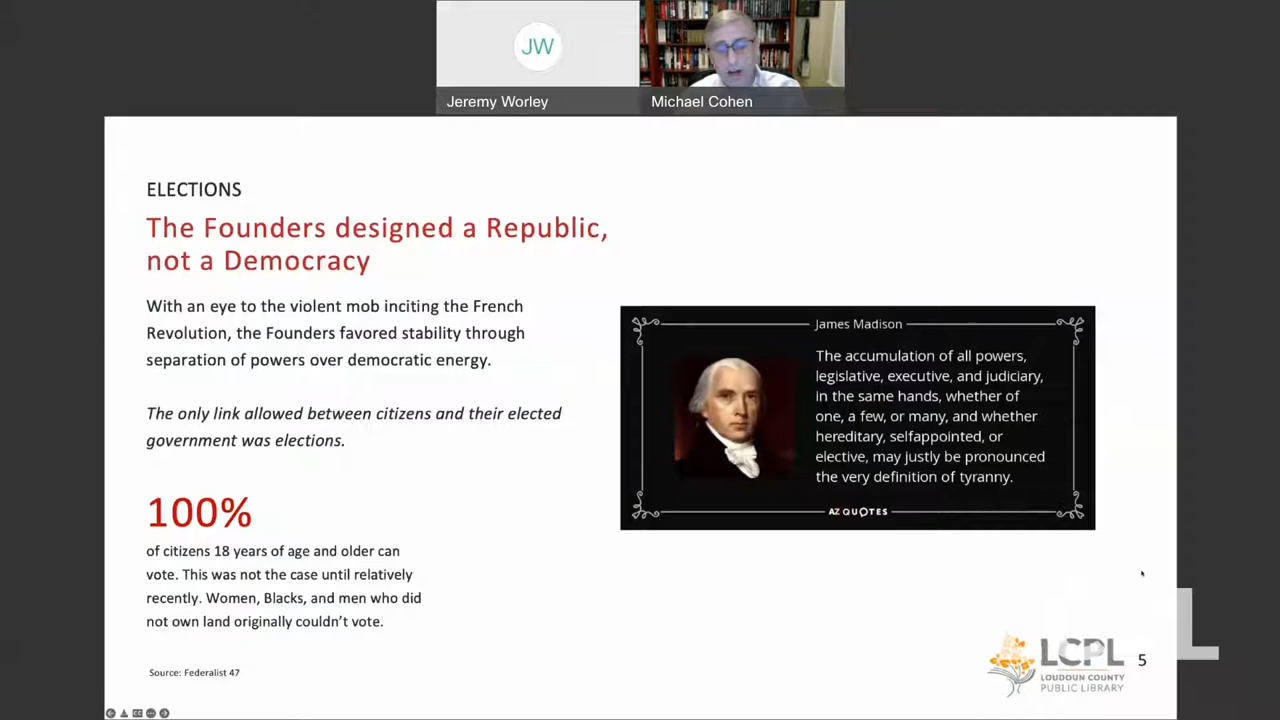 JW
Jeremy Worley
Michael Cohen
ELECTIONS
The Founders designed a Republic,
not a Democracy
With an eye to the violent mob inciting the French
Revolution, the Founders favored stability through
separation of powers over democratic energy.
The only link allowed between citizens and their elected
government was elections.
100%
of citizens 18 years of age and older can
vote. This was not the case until relatively
recently. Women, Blacks, and men who did
not own land originally couldn't vote.
Source: Federalist 47
James Madison
The accumulation of all powers,
legislative, executive, and judiciary,
in the same hands, whether of
one, a few, or many, and whether
hereditary, selfappointed, or
elective, may justly be pronounced
the very definition of tyranny.
AZ QUOTES
LCPL
LOUDOUN COUNTY
PUBLIC LIBRARY
5
L